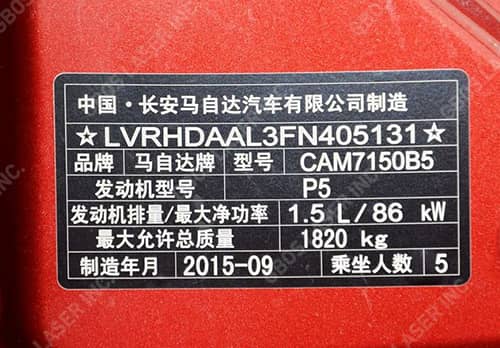 中国·长安马自达汽车有限公司制造
☆LVRHDAAL3FN405131☆
品牌 马自达牌 型号 CAM7150B5
发动机型号 P5
发动机排量/最大净功率 1.5 L/86 kW
最大允许总质量 1820 kg
制造年月 2015-09 乘坐人数 5